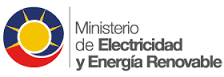 Ministerio
de Electricidad
y Energía Renovable